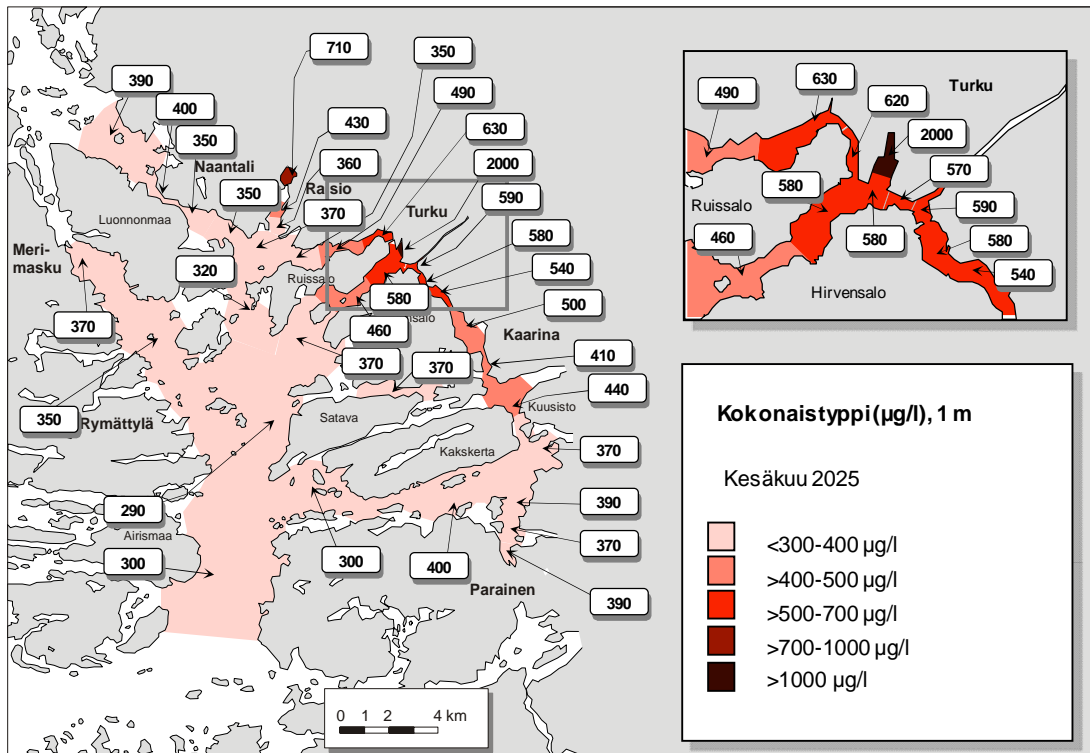 710
390
350
400
490
350
430
Naantali
630
360
Raisio
2000
350
370
Turku
590
Luonnonmaa
580
Meri-
masku
320
Ruissalo
540
580
500
370
460
Kaarina
370
370
410
350
Rymättylä
Satava
440
Kuusisto
Kakskerta
370
290
390
Airismaa
300
300
400
370
Parainen
390
0 1 2 4 km
630
Turku
490
620
2000
580
570
Ruissalo
590
460
580
580
Hirvensalo
540
Kokonaistyppi (µg/l), 1 m
Kesäkuu 2025
<300-400 µg/l
>400-500 µg/l
>500-700 µg/l
>700-1000 µg/l
>1000 µg/l